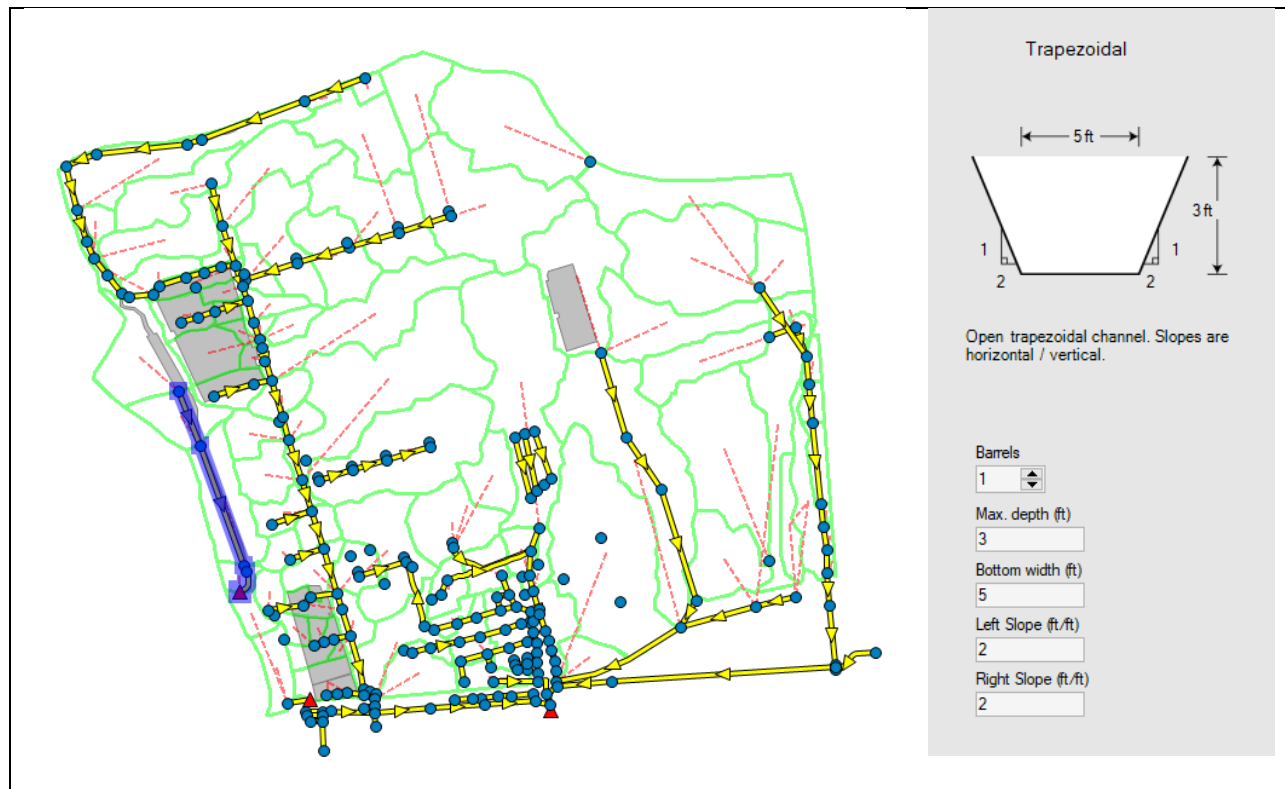 Trapezoidal
5 ft
3 ft
1
1
2
2
Open trapezoidal channel. Slopes are
horizontal / vertical.
Barrels
1
Max. depth (ft)
3
Bottom width (ft)
5
Left Slope (ft/ft)
2
Right Slope (ft/ft)
2